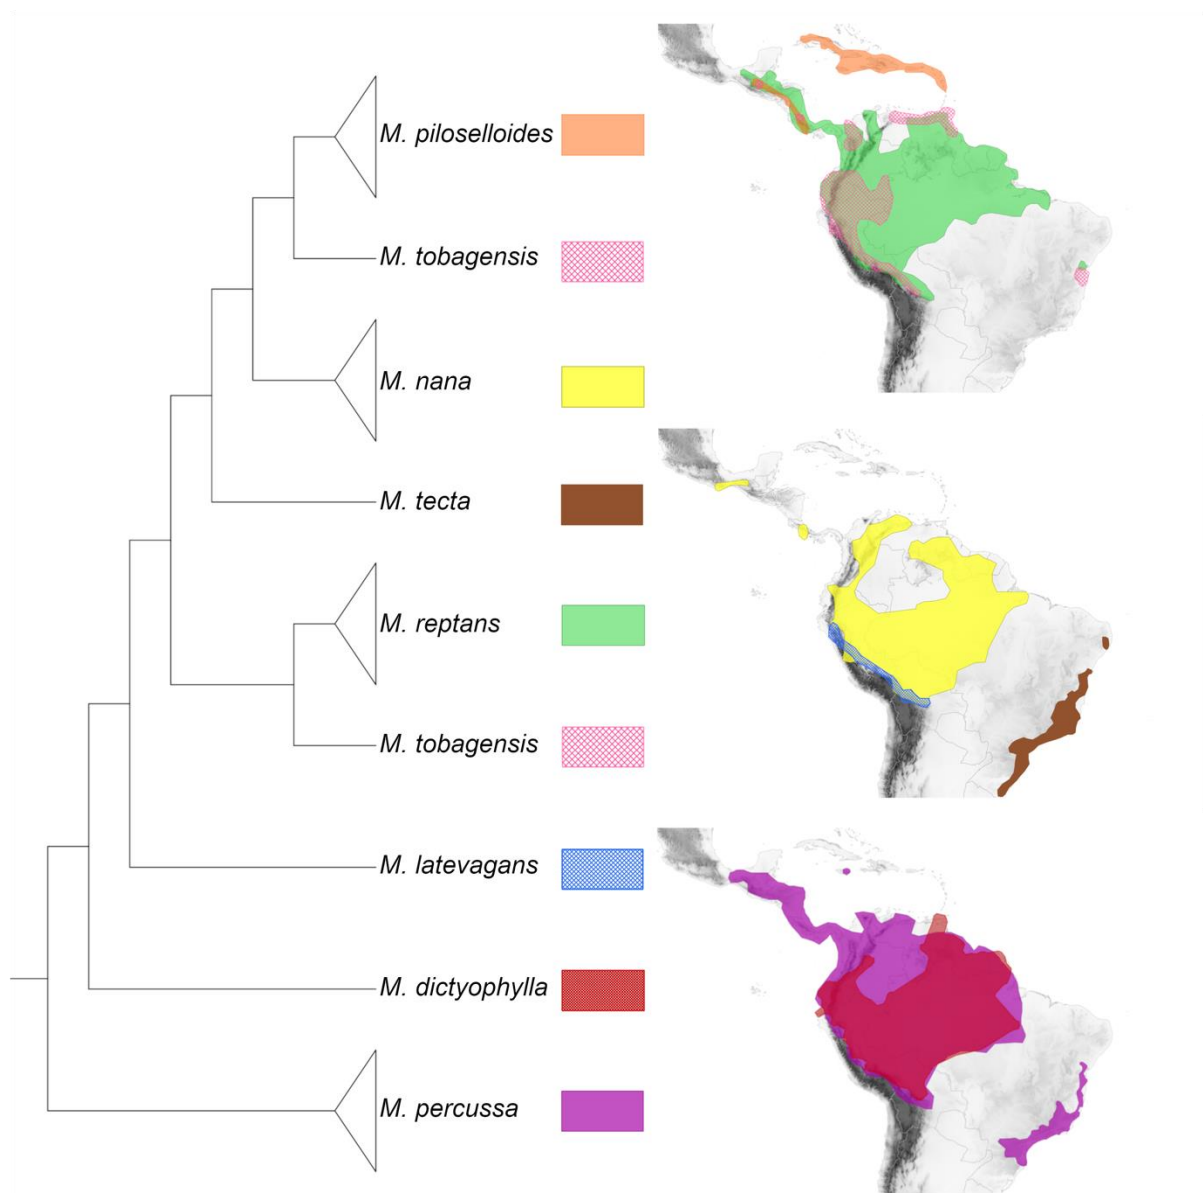 M. piloselloides
M. tobagensis
M. nana
M. tecta
M. reptans
M. tobagensis
M. latevagans
M. dictyophylla
M. percussa